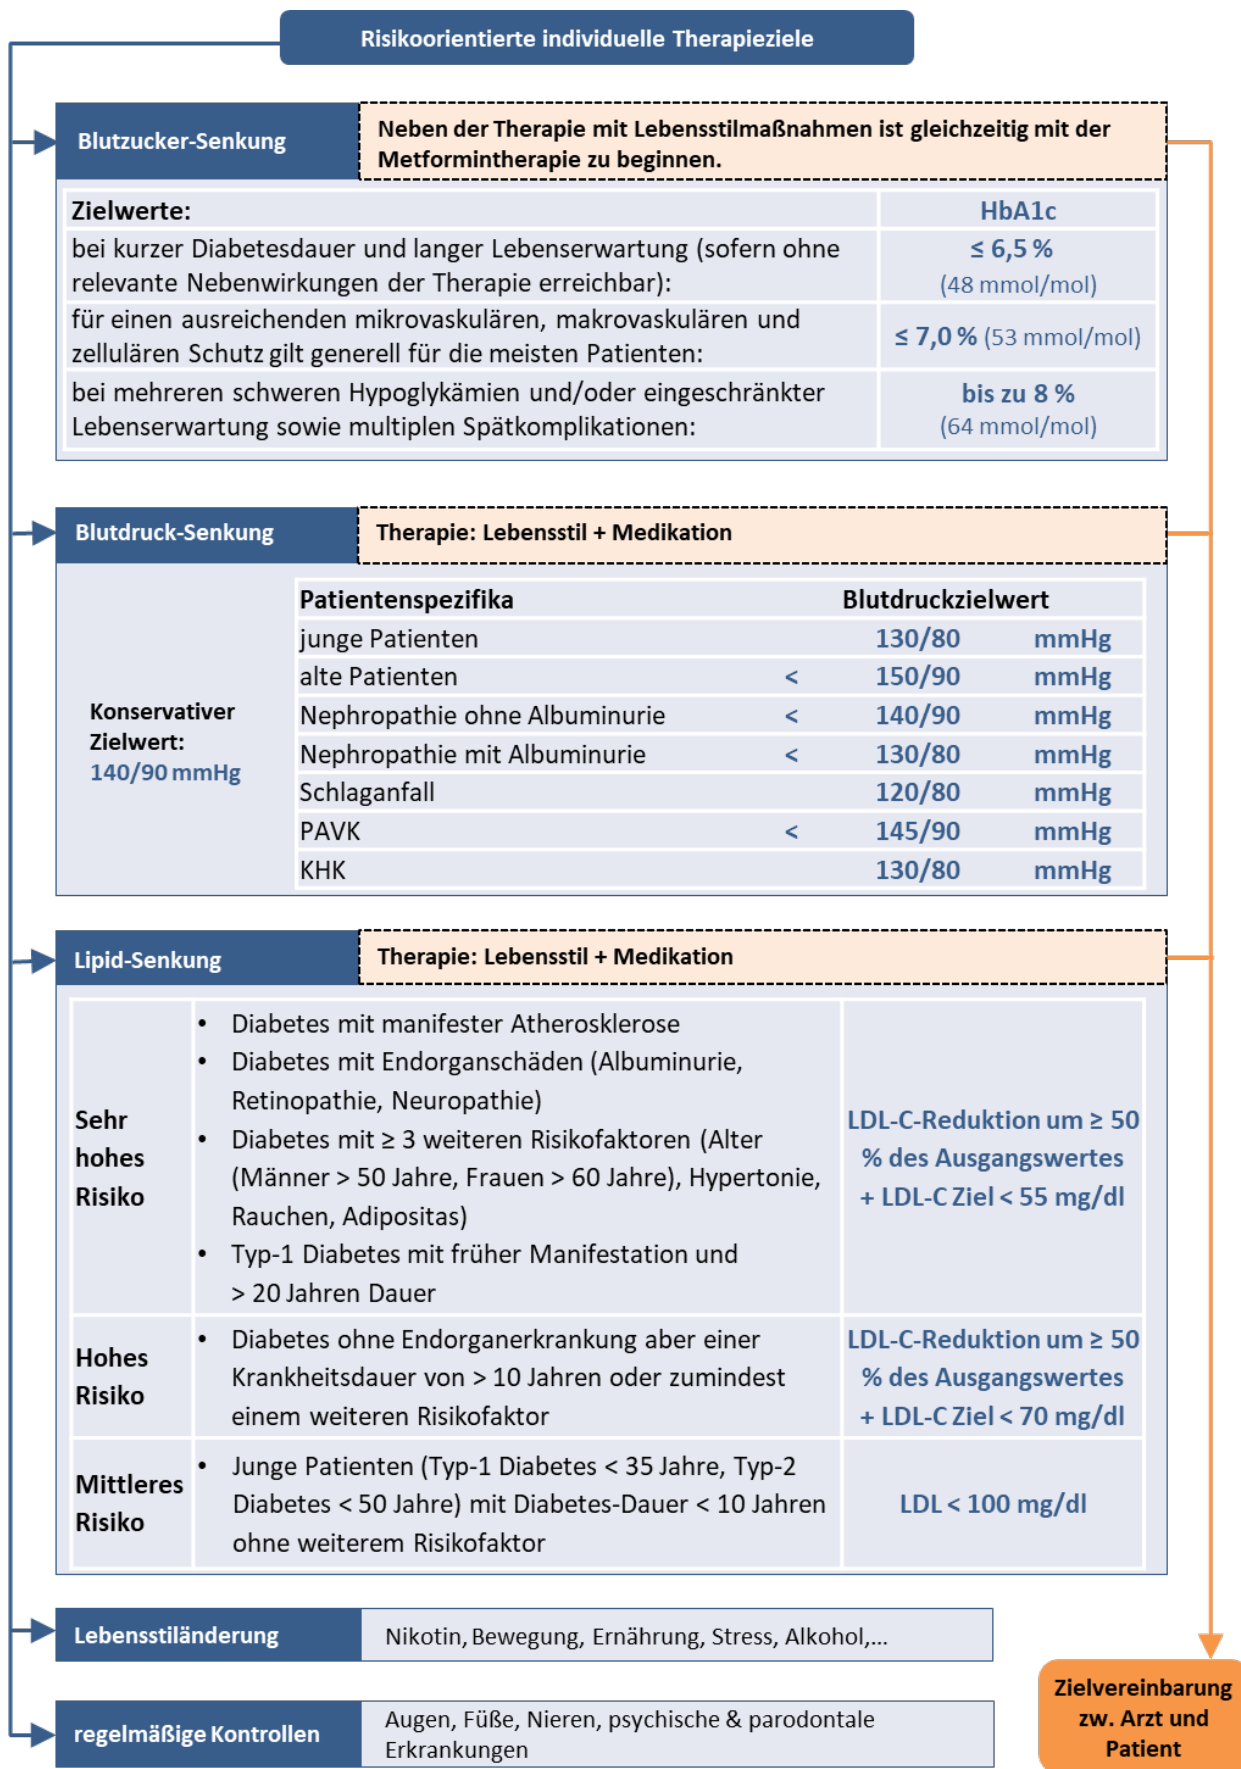 Risikoorientierte individuelle Therapieziele
Blutzucker-Senkung
Neben der Therapie mit Lebensstilmaßnahmen ist gleichzeitig mit der
Metformintherapie zu beginnen.
Zielwerte: HbA1c
bei kurzer Diabetesdauer und langer Lebenserwartung (sofern ohne
relevante Nebenwirkungen der Therapie erreichbar):
≤ 6,5 %
(48 mmol/mol)
für einen ausreichenden mikrovaskulären, makrovaskulären und
zellulären Schutz gilt generell für die meisten Patienten:
≤ 7,0 % (53 mmol/mol)
bei mehreren schweren Hypoglykämien und/oder eingeschränkter
Lebenserwartung sowie multiplen Spätkomplikationen:
bis zu 8 %
(64 mmol/mol)
Blutdruck-Senkung
Therapie: Lebensstil + Medikation
Konservativer
Zielwert:
140/90 mmHg
Patientenspezifika Blutdruckzielwert
junge Patienten 130/80 mmHg
alte Patienten < 150/90 mmHg
Nephropathie ohne Albuminurie < 140/90 mmHg
Nephropathie mit Albuminurie < 130/80 mmHg
Schlaganfall 120/80 mmHg
PAVK < 145/90 mmHg
KHK 130/80 mmHg
Lipid-Senkung
Therapie: Lebensstil + Medikation
Sehr
hohes
Risiko
• Diabetes mit manifester Atherosklerose
• Diabetes mit Endorganschäden (Albuminurie,
Retinopathie, Neuropathie)
• Diabetes mit ≥ 3 weiteren Risikofaktoren (Alter
(Männer > 50 Jahre, Frauen > 60 Jahre), Hypertonie,
Rauchen, Adipositas)
• Typ-1 Diabetes mit früher Manifestation und
> 20 Jahren Dauer
LDL-C-Reduktion um ≥ 50
% des Ausgangswertes
+ LDL-C Ziel < 55 mg/dl
Hohes
Risiko
• Diabetes ohne Endorganerkrankung aber einer
Krankheitsdauer von > 10 Jahren oder zumindest
einem weiteren Risikofaktor
LDL-C-Reduktion um ≥ 50
% des Ausgangswertes
+ LDL-C Ziel < 70 mg/dl
Mittleres
Risiko
• Junge Patienten (Typ-1 Diabetes < 35 Jahre, Typ-2
Diabetes < 50 Jahre) mit Diabetes-Dauer < 10 Jahren
ohne weiterem Risikofaktor
LDL < 100 mg/dl
Lebensstiländerung
Nikotin, Bewegung, Ernährung, Stress, Alkohol,...
regelmäßige Kontrollen
Augen, Füße, Nieren, psychische & parodontale
Erkrankungen
Zielvereinbarung
zw. Arzt und
Patient